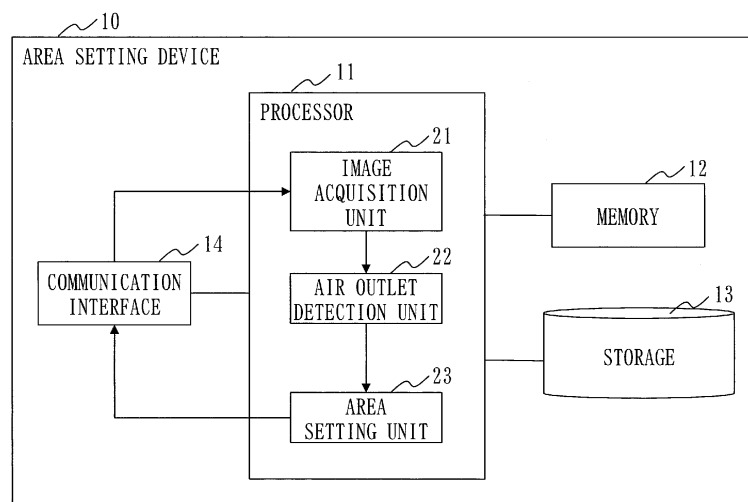 10
AREA SETTING DEVICE
11
PROCESSOR
21
IMAGE
ACQUISITION
UNIT
12
MEMORY
14
COMMUNICATION
INTERFACE
22
AIR OUTLET
DETECTION UNIT
13
STORAGE
23
AREA
SETTING UNIT